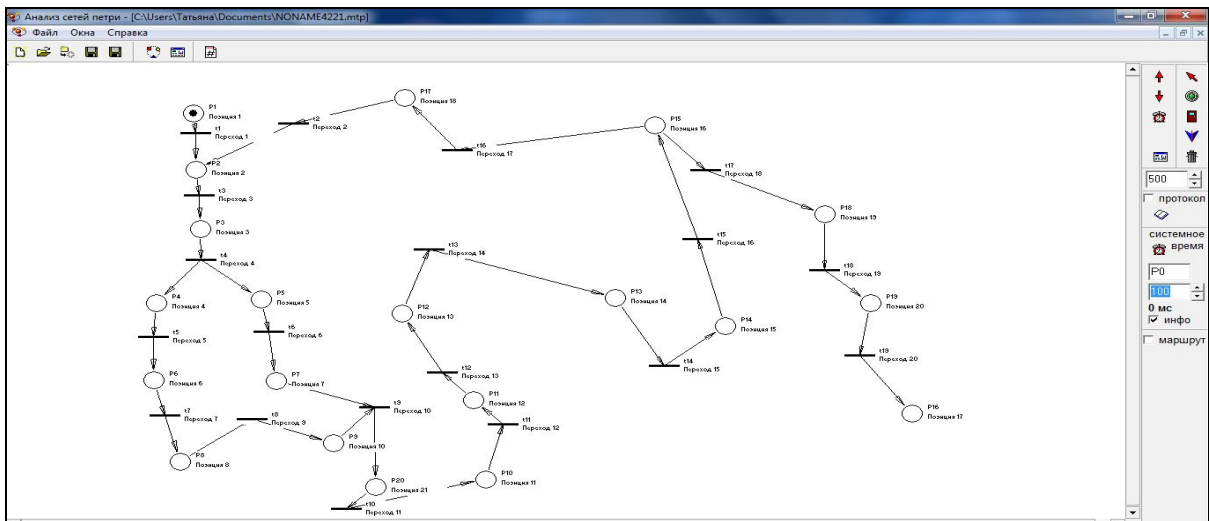 Анализ сетей петри - [C:\Users\Татьяна\Documents\NONAME4221.mtp]
Файл Окна Справка
P1
Позиция 1
t1
Переход 1
P2
Позиция 2
t3
Переход 3
P3
Позиция 3
t4
Переход 4
P4
Позиция 4
P5
Позиция 5
t5
Переход 5
t6
Переход 6
P6
Позиция 6
P7
Позиция 7
t7
Переход 7
t8
Переход 9
P8
Позиция 8
P9
Позиция 10
t9
Переход 10
P20
Позиция 21
t10
Переход 11
P10
Позиция 11
t11
Переход 12
P11
Позиция 12
t12
Переход 13
P12
Позиция 13
t13
Переход 14
P13
Позиция 14
t14
Переход 15
P14
Позиция 15
t15
Переход 16
P15
Позиция 16
t16
Переход 17
P17
Позиция 18
t2
Переход 2
t17
Переход 18
P18
Позиция 19
t18
Переход 19
P19
Позиция 20
t19
Переход 20
P16
Позиция 17
500
протокол
системное
время
P0
100
0 мс
инфо
маршрут